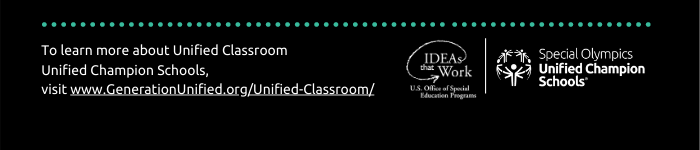 To learn more about Unified Classroom
Unified Champion Schools,
visit www.GenerationUnified.org/Unified-Classroom/
IDEAs
that Work
U.S. Office of Special
Education Programs
Special Olympics
Unified Champion
Schools®